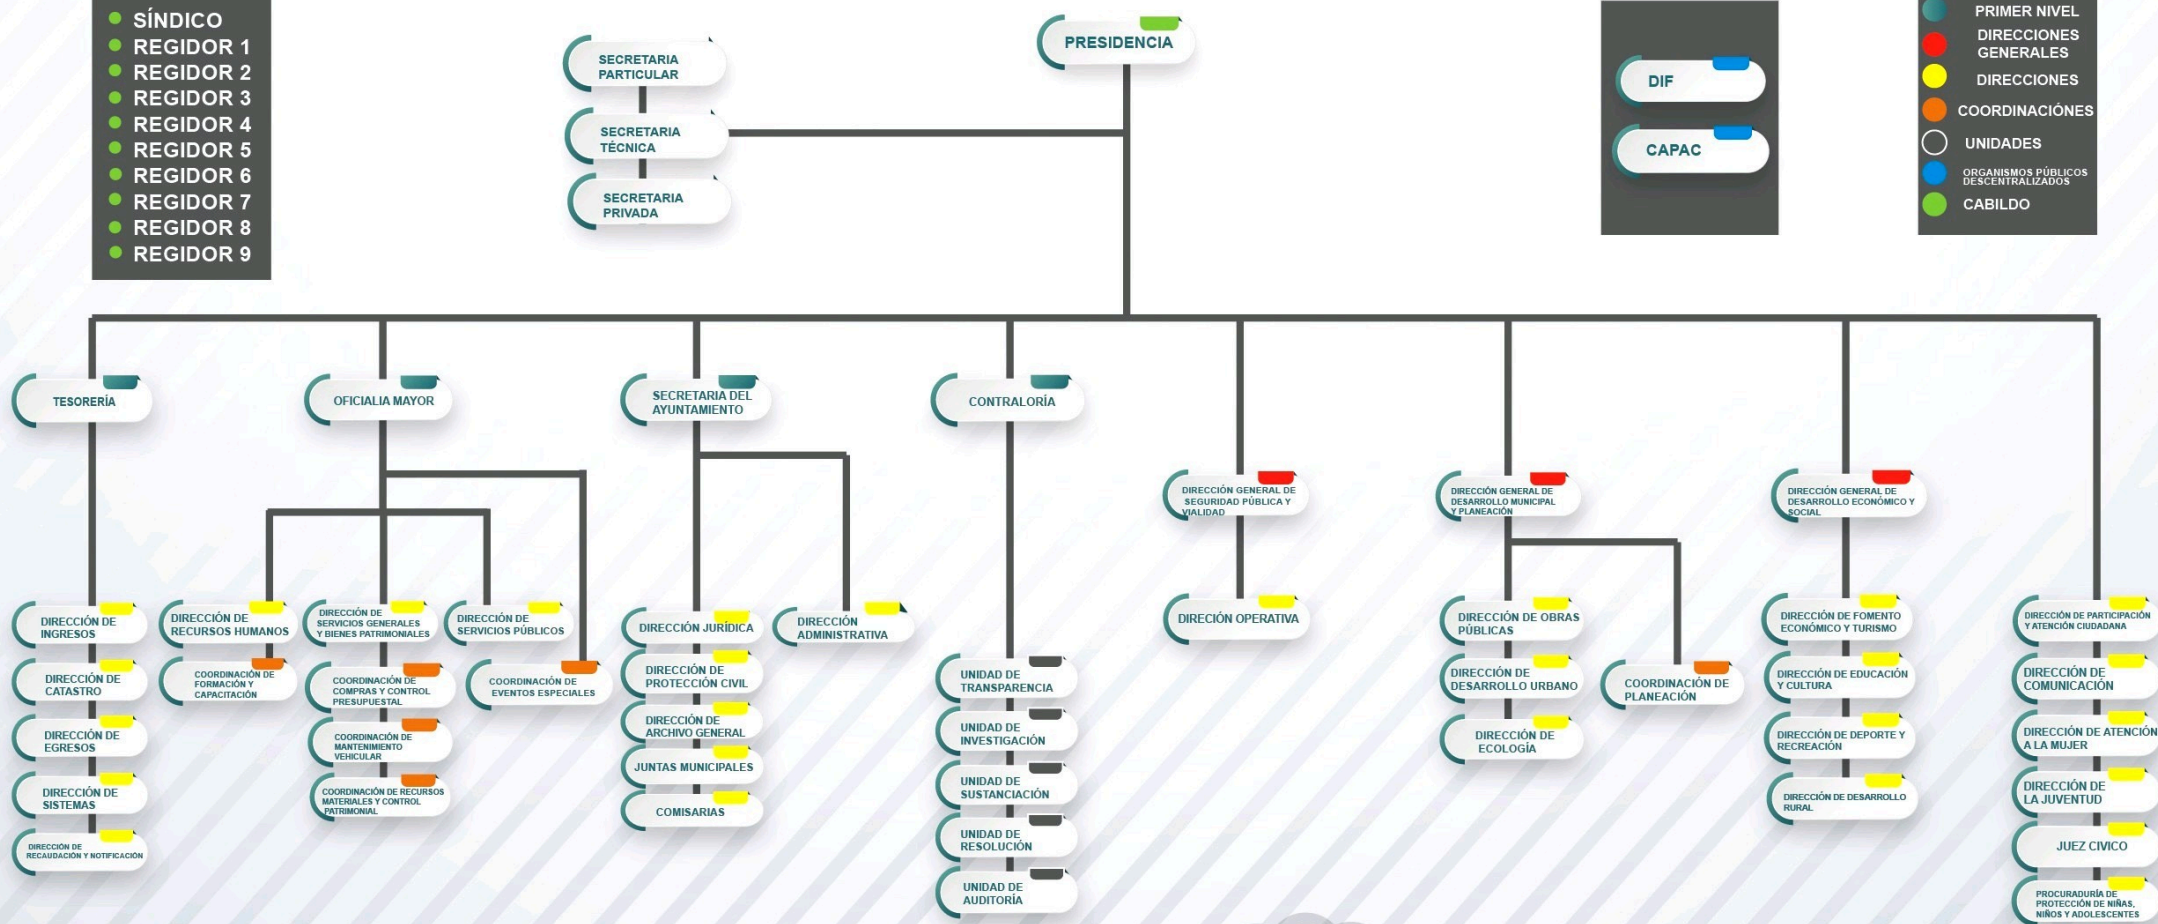 SÍNDICO
REGIDOR 1
REGIDOR 2
REGIDOR 3
REGIDOR 4
REGIDOR 5
REGIDOR 6
REGIDOR 7
REGIDOR 8
REGIDOR 9
SECRETARIA
PARTICULAR
SECRETARIA
TÉCNICA
SECRETARIA
PRIVADA
PRESIDENCIA
DIF
CAPAC
PRIMER NIVEL
DIRECCIONES
GENERALES
DIRECCIONES
COORDINACIÓNES
UNIDADES
ORGANISMOS PÚBLICOS
DESCENTRALIZADOS
CABILDO
TESORERÍA
OFICIALIA MAYOR
SECRETARIA DEL
AYUNTAMIENTO
CONTRALORÍA
DIRECCIÓN GENERAL DE
SEGURIDAD PÚBLICA Y
VIALIDAD
DIRECCIÓN GENERAL DE
DESARROLLO MUNICIPAL
Y PLANEACIÓN
DIRECCIÓN GENERAL DE
DESARROLLO ECONÓMICO Y
SOCIAL
DIRECCIÓN DE
INGRESOS
DIRECCIÓN DE
CATASTRO
DIRECCIÓN DE
EGRESOS
DIRECCIÓN DE
SISTEMAS
DIRECCIÓN DE
RECAUDACIÓN Y NOTIFICACIÓN
DIRECCIÓN DE
RECURSOS HUMANOS
COORDINACIÓN DE
FORMACIÓN Y
CAPACITACIÓN
DIRECCIÓN DE
SERVICIOS GENERALES
Y BIENES PATRIMONIALES
COORDINACIÓN DE
COMPRAS Y CONTROL
PRESUPUESTAL
COORDINACIÓN DE
MANTENIMIENTO
VEHICULAR
COORDINACIÓN DE RECURSOS
MATERIALES Y CONTROL
PATRIMONIAL
DIRECCIÓN DE
SERVICIOS PÚBLICOS
COORDINACIÓN DE
EVENTOS ESPECIALES
DIRECCIÓN JURÍDICA
DIRECCIÓN DE
PROTECCIÓN CIVIL
DIRECCIÓN DE
ARCHIVO GENERAL
JUNTAS MUNICIPALES
COMISARIAS
DIRECCIÓN
ADMINISTRATIVA
UNIDAD DE
TRANSPARENCIA
UNIDAD DE
INVESTIGACIÓN
UNIDAD DE
SUSTANCIACIÓN
UNIDAD DE
RESOLUCIÓN
UNIDAD DE
AUDITORÍA
DIRECIÓN OPERATIVA
DIRECCIÓN DE OBRAS
PÚBLICAS
DIRECCIÓN DE
DESARROLLO URBANO
DIRECCIÓN DE
ECOLOGÍA
COORDINACIÓN DE
PLANEACIÓN
DIRECCIÓN DE FOMENTO
ECONÓMICO Y TURISMO
DIRECCIÓN DE EDUCACIÓN
Y CULTURA
DIRECCIÓN DE DEPORTE Y
RECREACIÓN
DIRECCIÓN DE DESARROLLO
RURAL
DIRECCIÓN DE PARTICIPACIÓN
Y ATENCIÓN CIUDADANA
DIRECCIÓN DE
COMUNICACIÓN
DIRECCIÓN DE ATENCIÓN
A LA MUJER
DIRECCIÓN DE
LA JUVENTUD
JUEZ CIVICO
PROCURADURÍA DE
PROTECCIÓN DE NIÑAS,
NIÑOS Y ADOLESCENTES